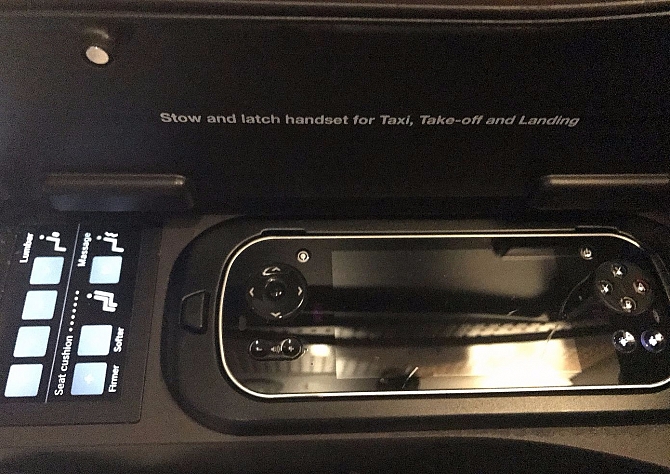 Stow and latch handset for Taxi, Take-off and Landing
Lumbar
Massage
Seat cushion
Softer
Firmer